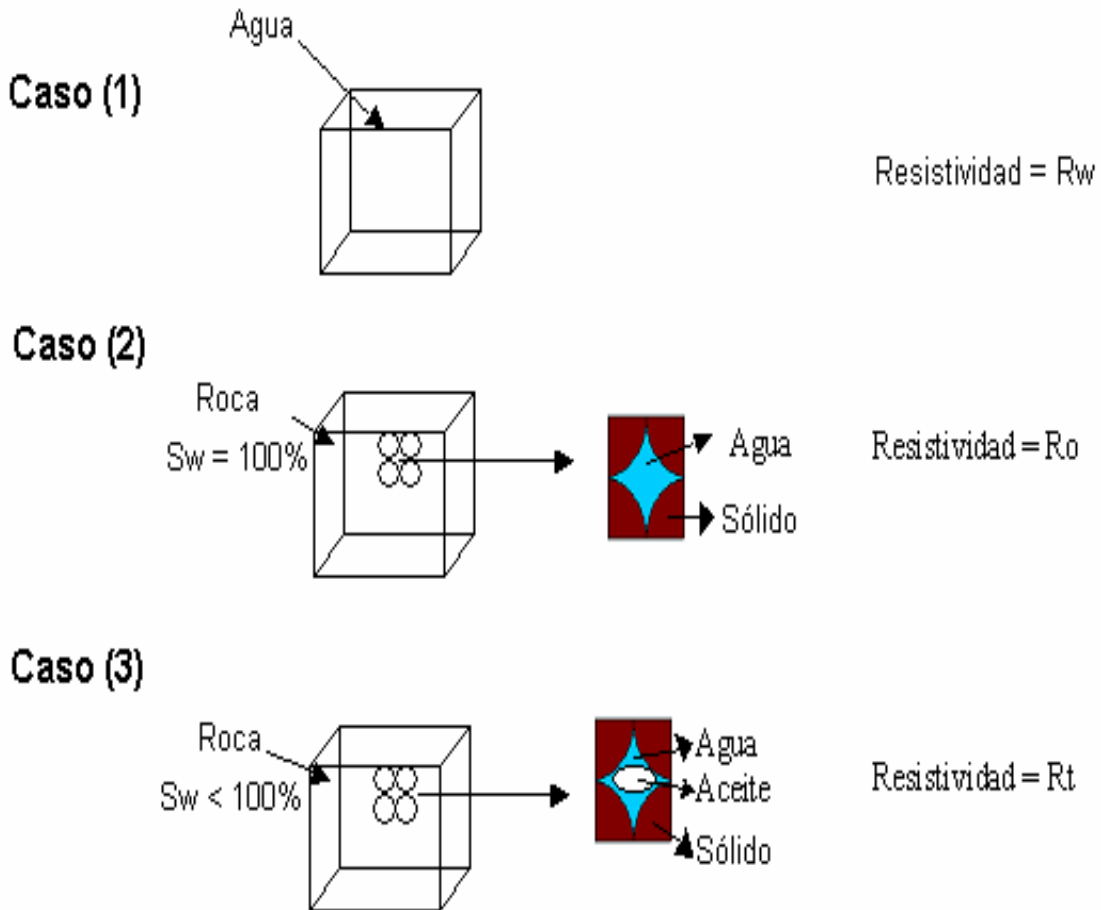 Agua
Caso (1)
Resistividad = Rw
Caso (2)
Roca
Sw = 100%
Agua
Sólido
Resistividad = Ro
Caso (3)
Roca
Sw < 100%
Agua
Aceite
Sólido
Resistividad = Rt